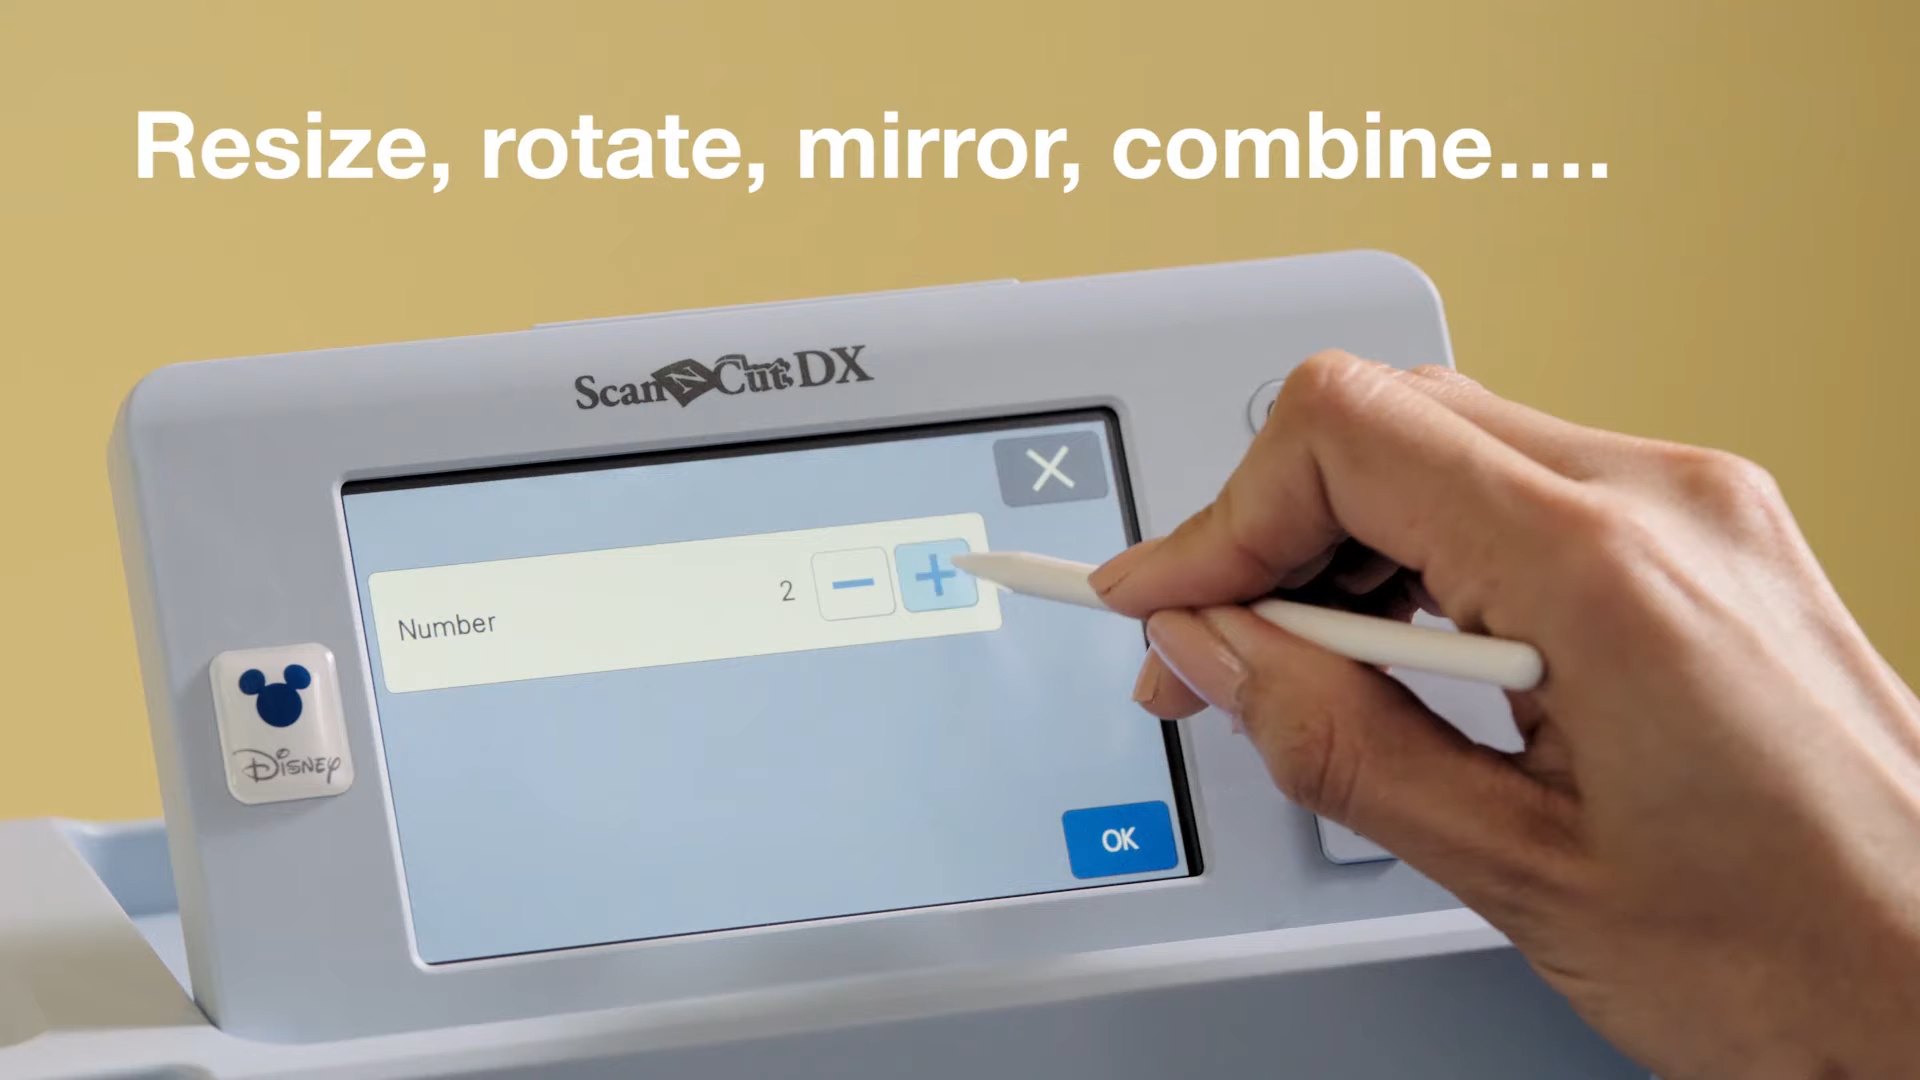 Resize, rotate, mirror, combine....
ScanNCut DX
Number 2
Disney
OK